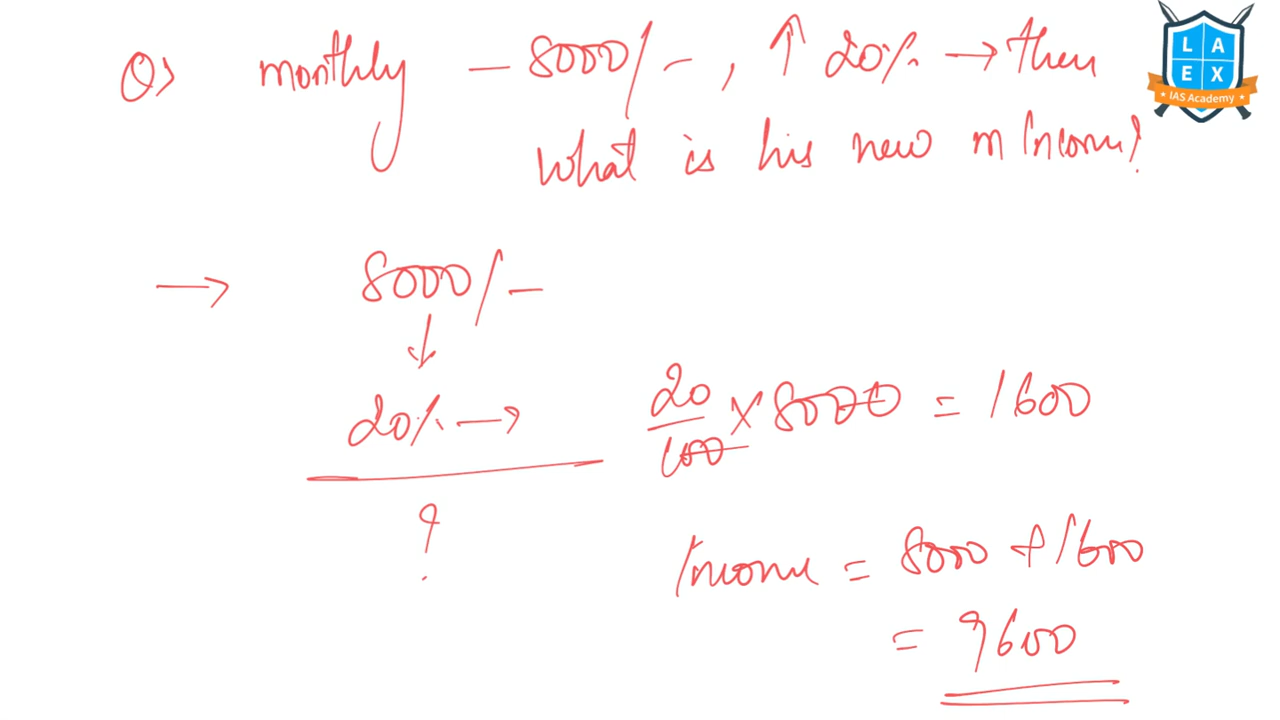 Q> monthly – 8000/- , ↑ 20% → then
what is his new m income?
→ 8000/-
↓
20% → 20/100 × 8000 = 1600
?
Income = 8000 + 1600
= 9600
L A
E X
IAS Academy